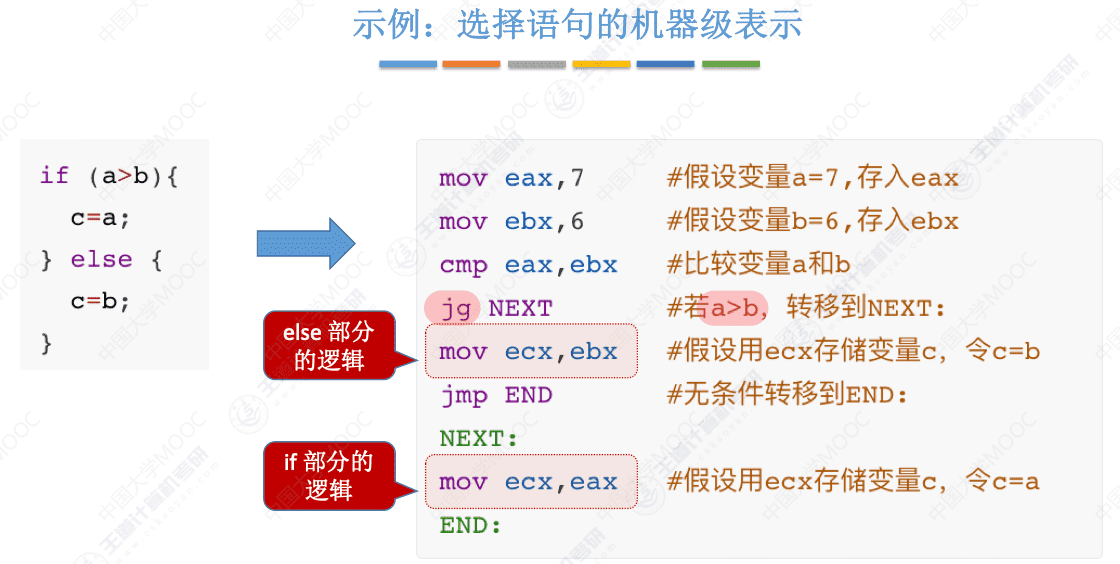 示例：选择语句的机器级表示
if (a>b){
c=a;
} else {
c=b;
}
mov eax,7 #假设变量a=7,存入eax
mov ebx,6 #假设变量b=6,存入ebx
cmp eax,ebx #比较变量a和b
jg NEXT #若a>b，转移到NEXT:
else 部分
的逻辑
mov ecx,ebx #假设用ecx存储变量c，令c=b
jmp END #无条件转移到END:
NEXT:
if 部分的
逻辑
mov ecx,eax #假设用ecx存储变量c，令c=a
END:
中国大学MOOC
王道计算机考研